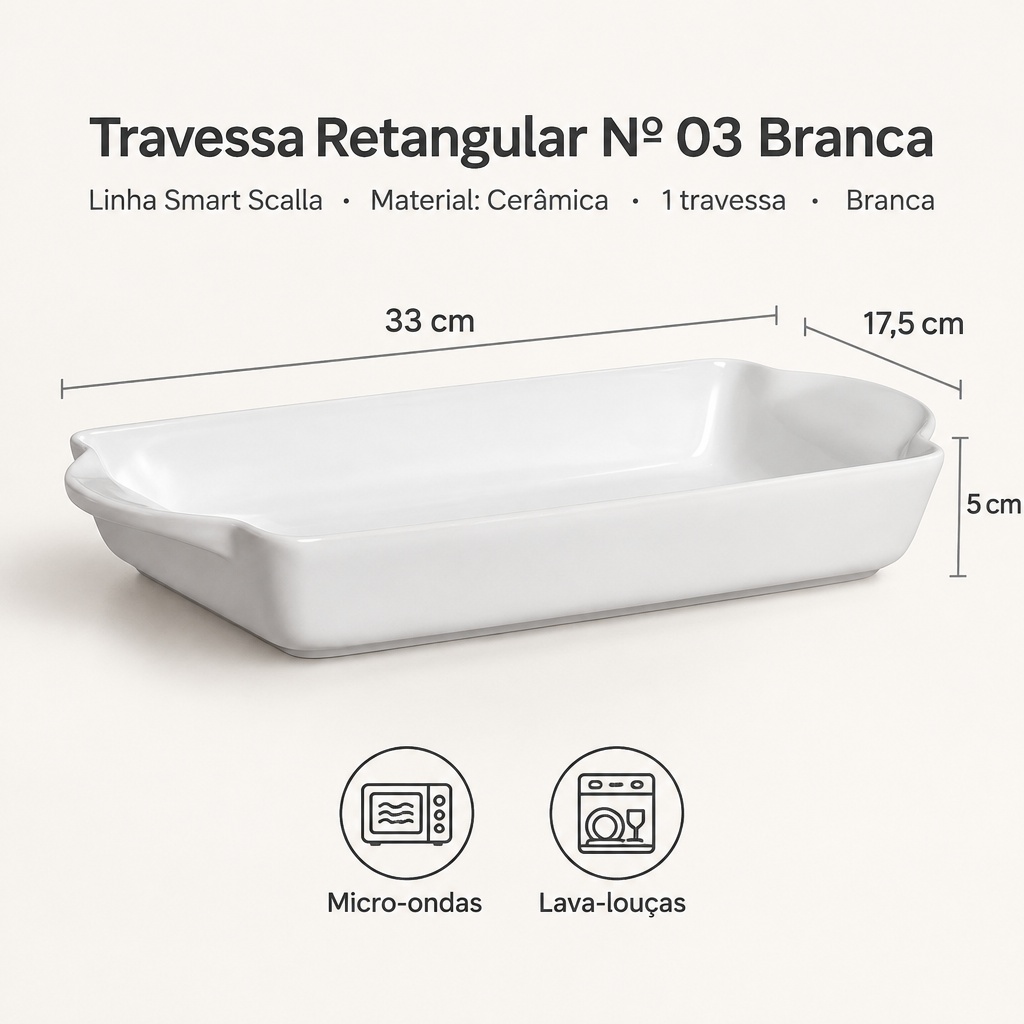 Travessa Retangular Nº 03 Branca
Linha Smart Scalla • Material: Cerâmica • 1 travessa • Branca
33 cm
17,5 cm
5 cm
Micro-ondas
Lava-louças